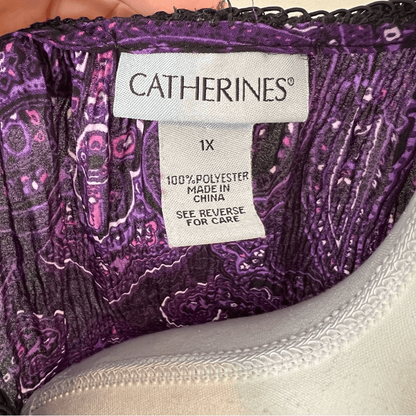 CATHERINES®
1X
100% POLYESTER
MADE IN
CHINA
SEE REVERSE
FOR CARE